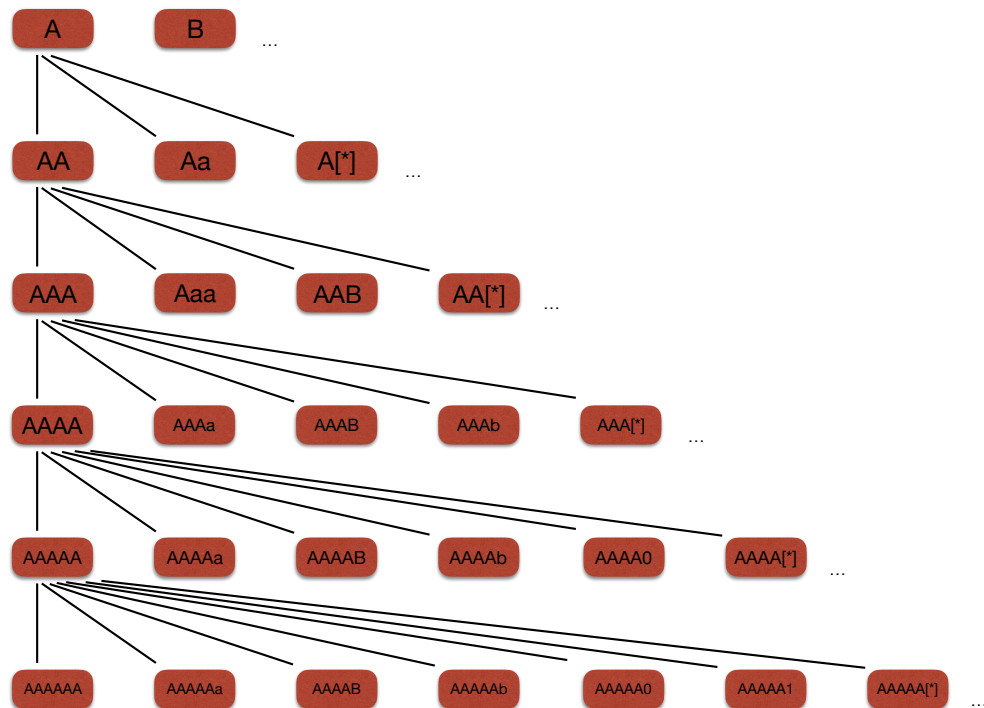 A B ...
AA Aa A[*] ...
AAA Aaa AAB AA[*] ...
AAAA AAAa AAAB AAAb AAA[*] ...
AAAAA AAAAa AAAAB AAAAb AAAA0 AAAA[*] ...
AAAAAA AAAAAa AAAAB AAAAAb AAAAA0 AAAAA1 AAAAA[*] ...